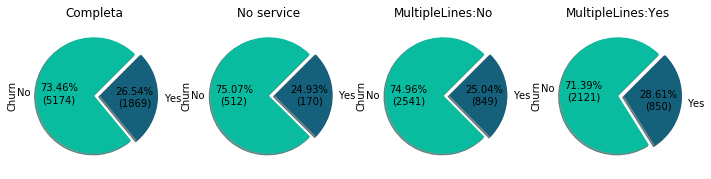 Completa
Churn
No
73.46%
(5174)
26.54%
(1869)
Yes
No service
Churn
No
75.07%
(512)
24.93%
(170)
Yes
MultipleLines:No
Churn
No
74.96%
(2541)
25.04%
(849)
Yes
MultipleLines:Yes
Churn
No
71.39%
(2121)
28.61%
(850)
Yes